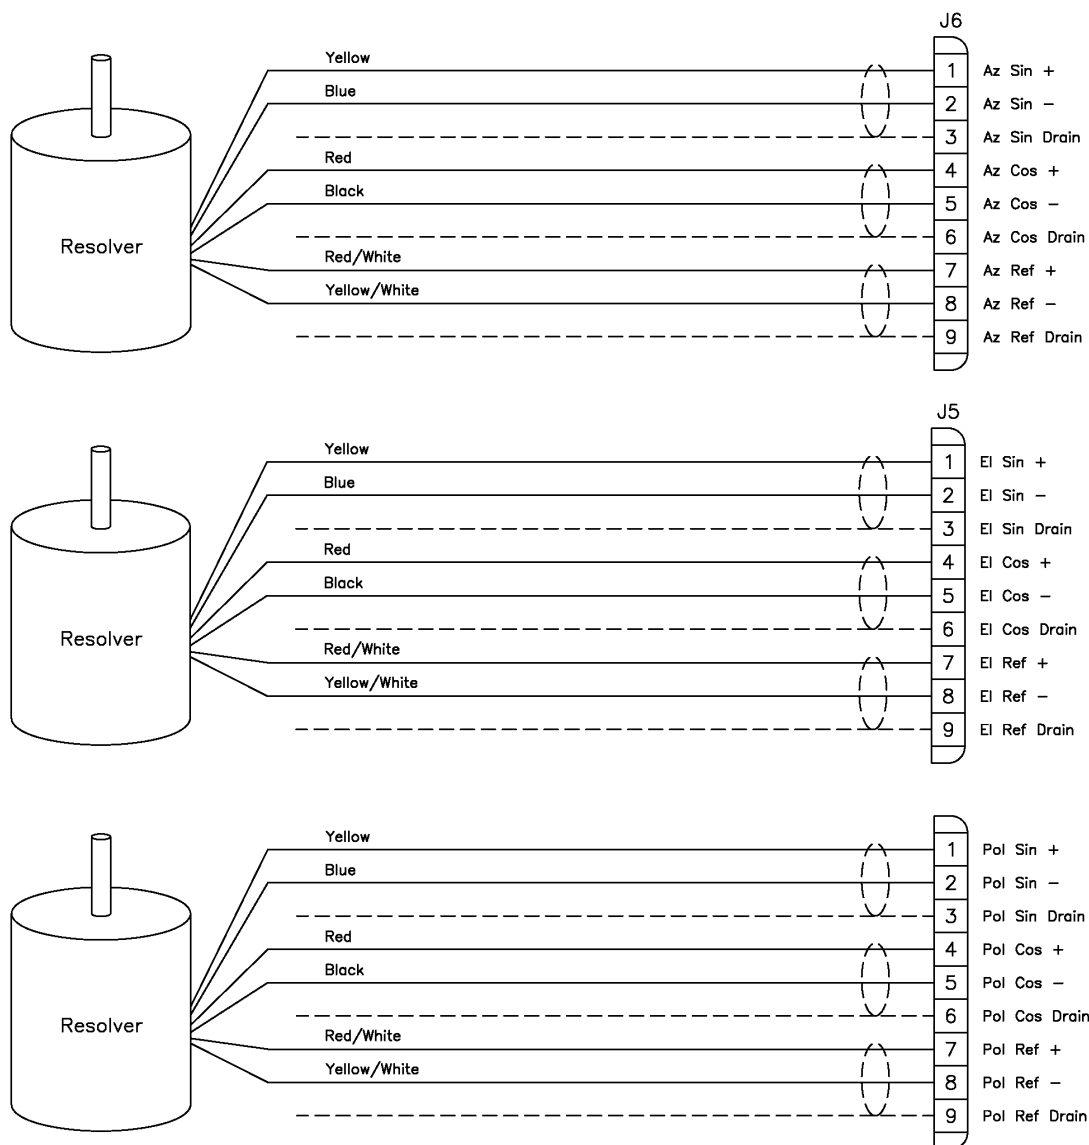 J6
Yellow
1 Az Sin +
Blue
2 Az Sin −
3 Az Sin Drain
Red
4 Az Cos +
Black
5 Az Cos −
Resolver
6 Az Cos Drain
Red/White
7 Az Ref +
Yellow/White
8 Az Ref −
9 Az Ref Drain
J5
Yellow
1 El Sin +
Blue
2 El Sin −
3 El Sin Drain
Red
4 El Cos +
Black
5 El Cos −
Resolver
6 El Cos Drain
Red/White
7 El Ref +
Yellow/White
8 El Ref −
9 El Ref Drain
Yellow
1 Pol Sin +
Blue
2 Pol Sin −
3 Pol Sin Drain
Red
4 Pol Cos +
Black
5 Pol Cos −
Resolver
6 Pol Cos Drain
Red/White
7 Pol Ref +
Yellow/White
8 Pol Ref −
9 Pol Ref Drain